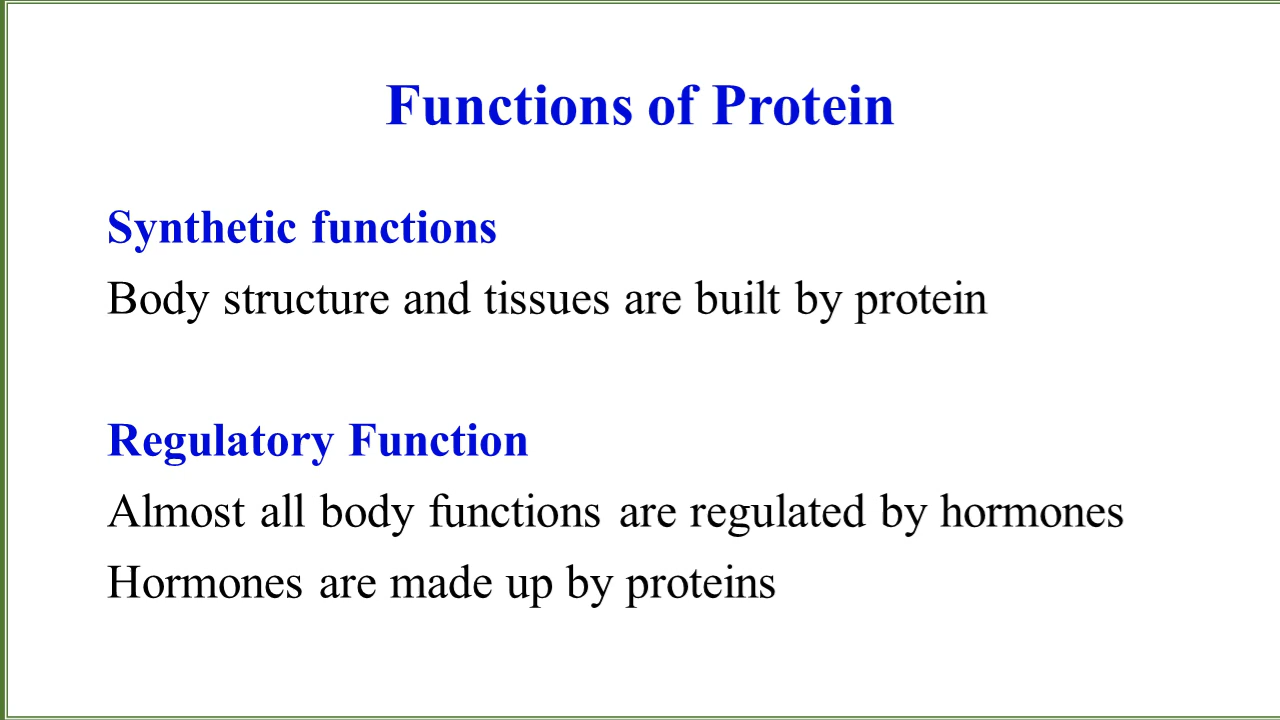 Functions of Protein
Synthetic functions
Body structure and tissues are built by protein
Regulatory Function
Almost all body functions are regulated by hormones
Hormones are made up by proteins